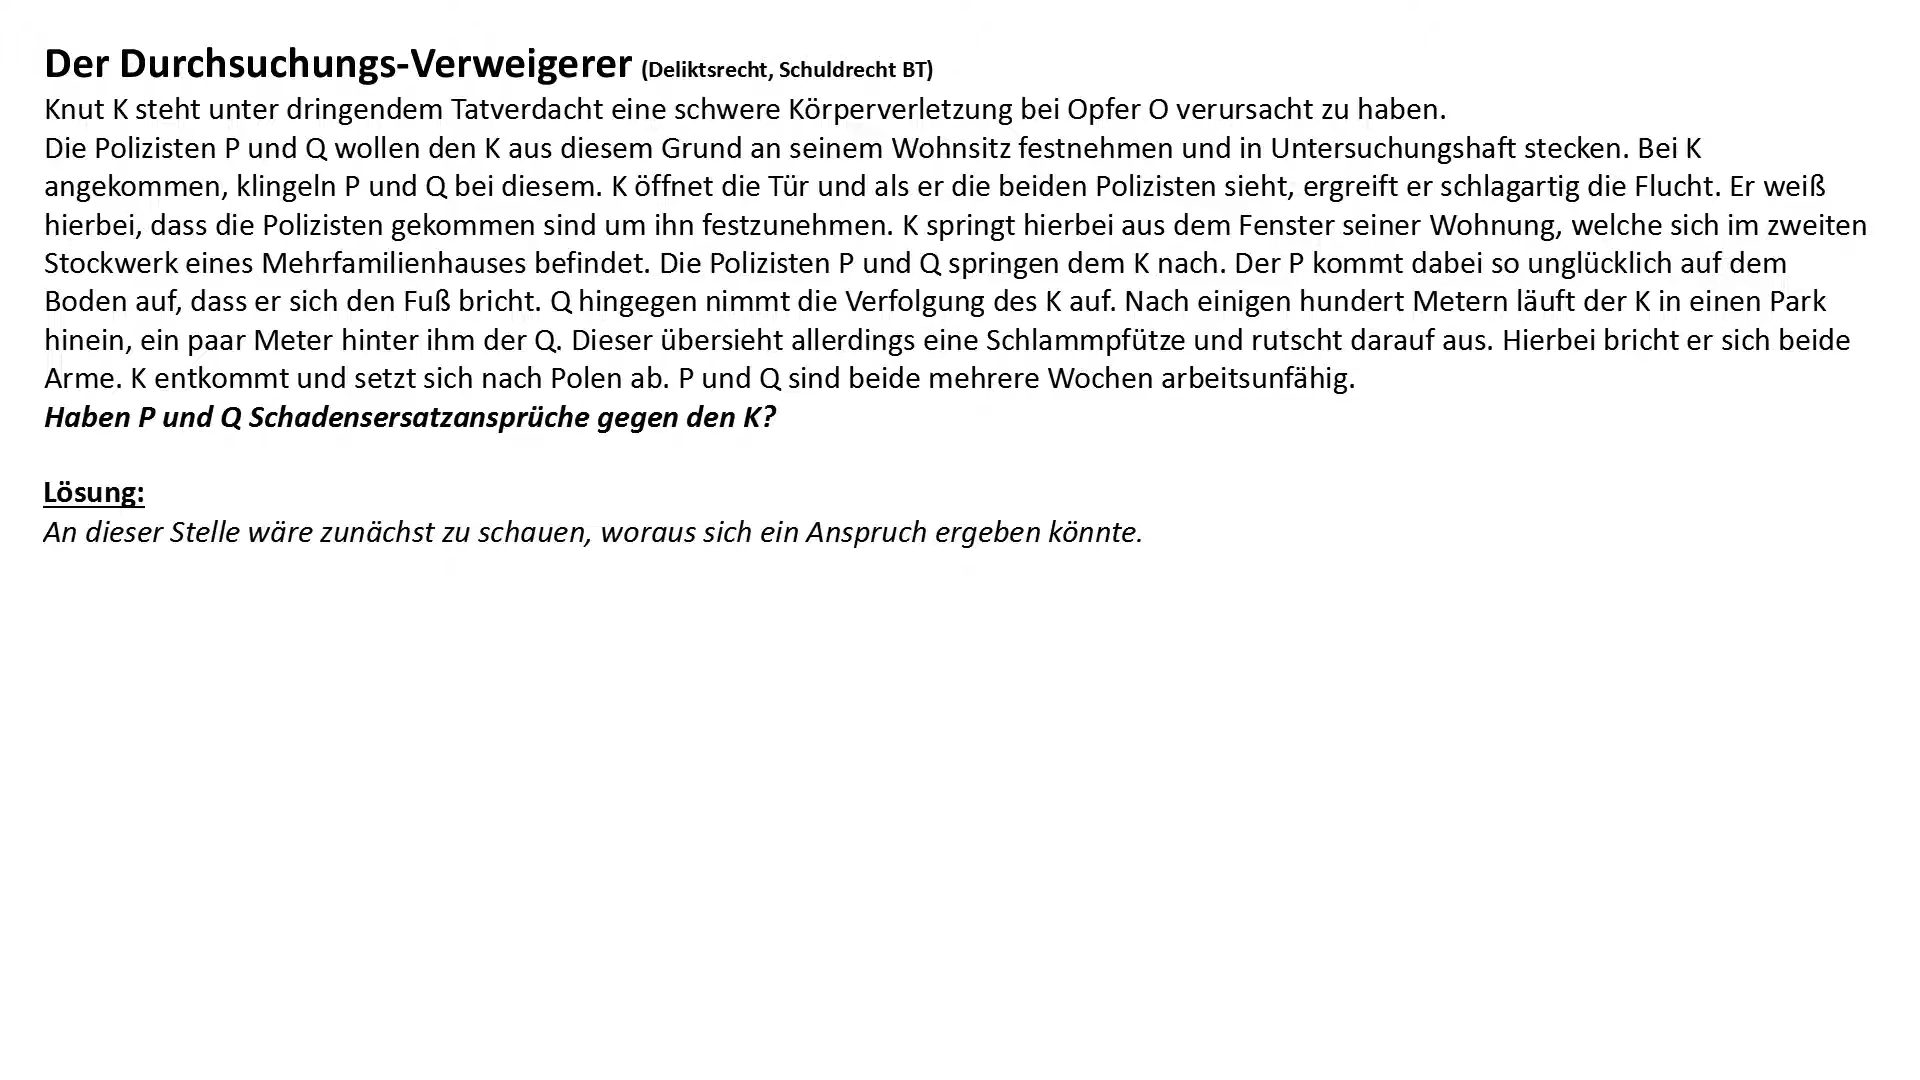 Der Durchsuchungs-Verweigerer (Deliktsrecht, Schuldrecht BT)
Knut K steht unter dringendem Tatverdacht eine schwere Körperverletzung bei Opfer O verursacht zu haben.
Die Polizisten P und Q wollen den K aus diesem Grund an seinem Wohnsitz festnehmen und in Untersuchungshaft stecken. Bei K
angekommen, klingeln P und Q bei diesem. K öffnet die Tür und als er die beiden Polizisten sieht, ergreift er schlagartig die Flucht. Er weiß
hierbei, dass die Polizisten gekommen sind um ihn festzunehmen. K springt hierbei aus dem Fenster seiner Wohnung, welche sich im zweiten
Stockwerk eines Mehrfamilienhauses befindet. Die Polizisten P und Q springen dem K nach. Der P kommt dabei so unglücklich auf dem
Boden auf, dass er sich den Fuß bricht. Q hingegen nimmt die Verfolgung des K auf. Nach einigen hundert Metern läuft der K in einen Park
hinein, ein paar Meter hinter ihm der Q. Dieser übersieht allerdings eine Schlammpfütze und rutscht darauf aus. Hierbei bricht er sich beide
Arme. K entkommt und setzt sich nach Polen ab. P und Q sind beide mehrere Wochen arbeitsunfähig.
Haben P und Q Schadensersatzansprüche gegen den K?
Lösung:
An dieser Stelle wäre zunächst zu schauen, woraus sich ein Anspruch ergeben könnte.